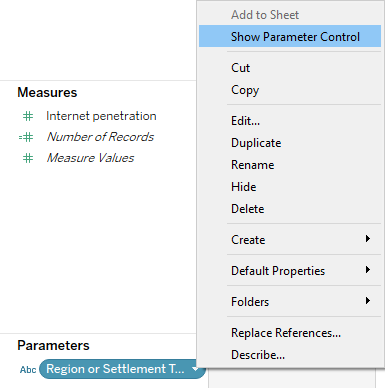 Measures
# Internet penetration
=# Number of Records
# Measure Values
Parameters
Abc Region or Settlement T...
Add to Sheet
Show Parameter Control
Cut
Copy
Edit...
Duplicate
Rename
Hide
Delete
Create
Default Properties
Folders
Replace References...
Describe...